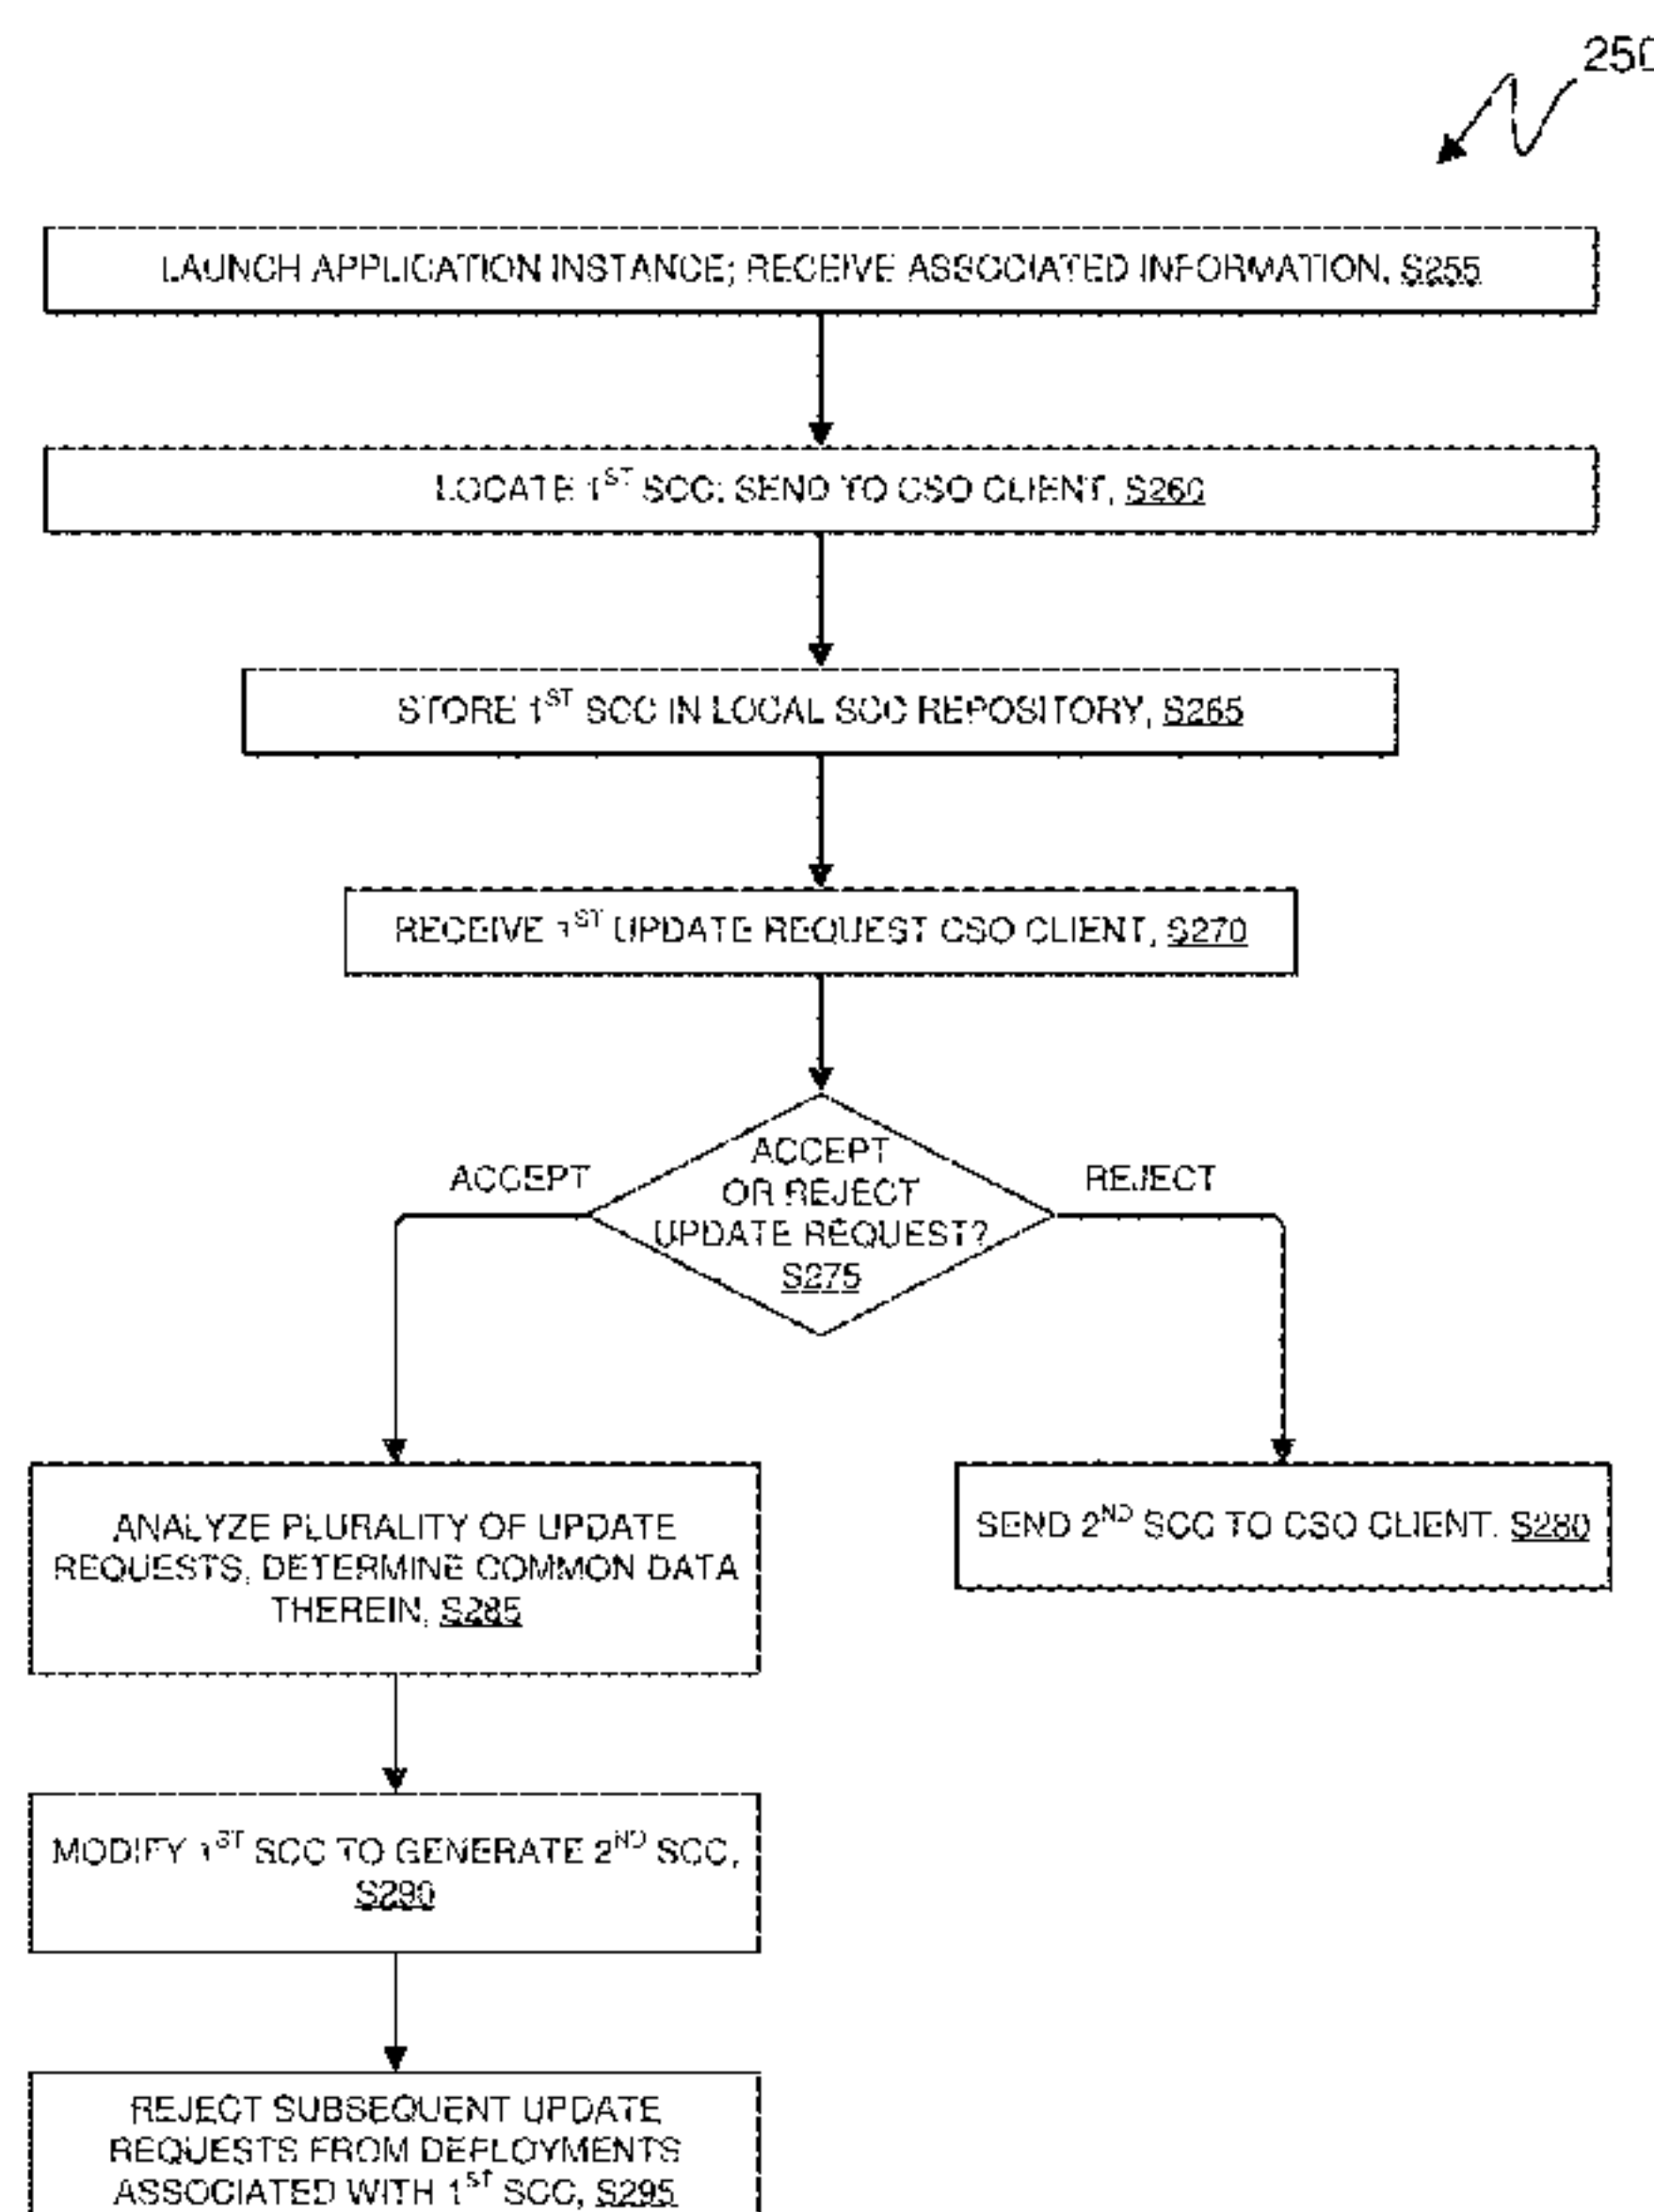 250
LAUNCH APPLICATION INSTANCE; RECEIVE ASSOCIATED INFORMATION, S255
LOCATE 1ST SCC; SEND TO CSO CLIENT, S260
STORE 1ST SCC IN LOCAL SCC REPOSITORY, S265
RECEIVE 1ST UPDATE REQUEST CSO CLIENT, S270
ACCEPT
OR REJECT
UPDATE REQUEST?
S275
ACCEPT
REJECT
ANALYZE PLURALITY OF UPDATE
REQUESTS, DETERMINE COMMON DATA
THEREIN, S285
SEND 2ND SCC TO CSO CLIENT. S280
MODIFY 1ST SCC TO GENERATE 2ND SCC,
S290
REJECT SUBSEQUENT UPDATE
REQUESTS FROM DEPLOYMENTS
ASSOCIATED WITH 1ST SCC, S295